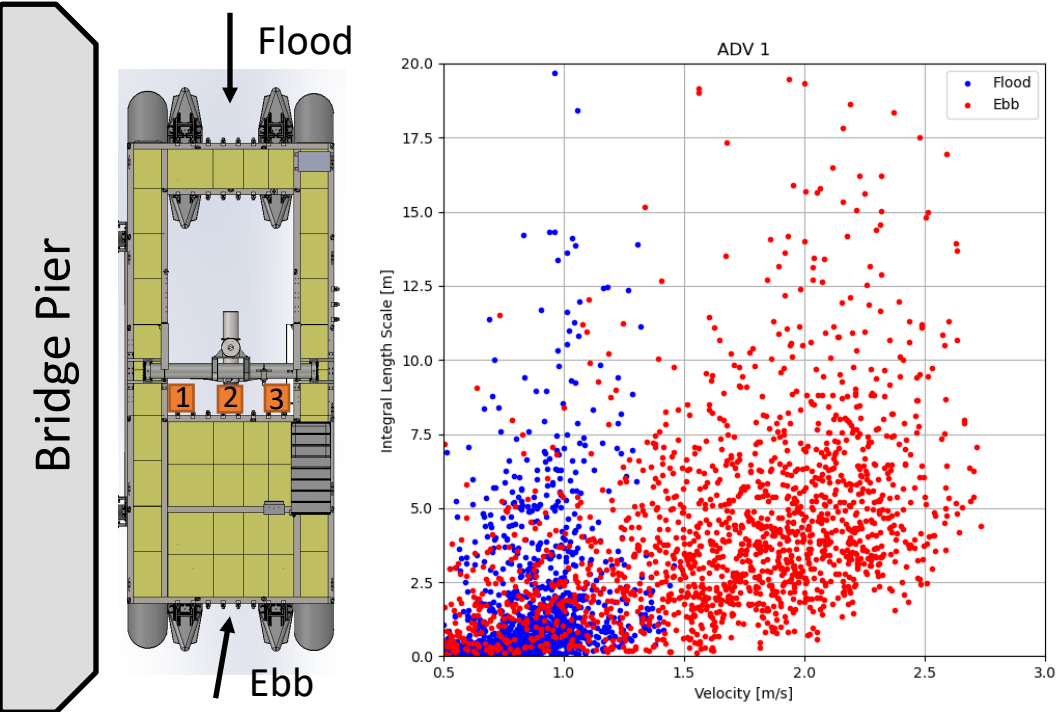 Flood
Bridge Pier
1 2 3
Ebb
ADV 1
Flood
Ebb
Integral Length Scale [m]
20.0
17.5
15.0
12.5
10.0
7.5
5.0
2.5
0.0
0.5 1.0 1.5 2.0 2.5 3.0
Velocity [m/s]